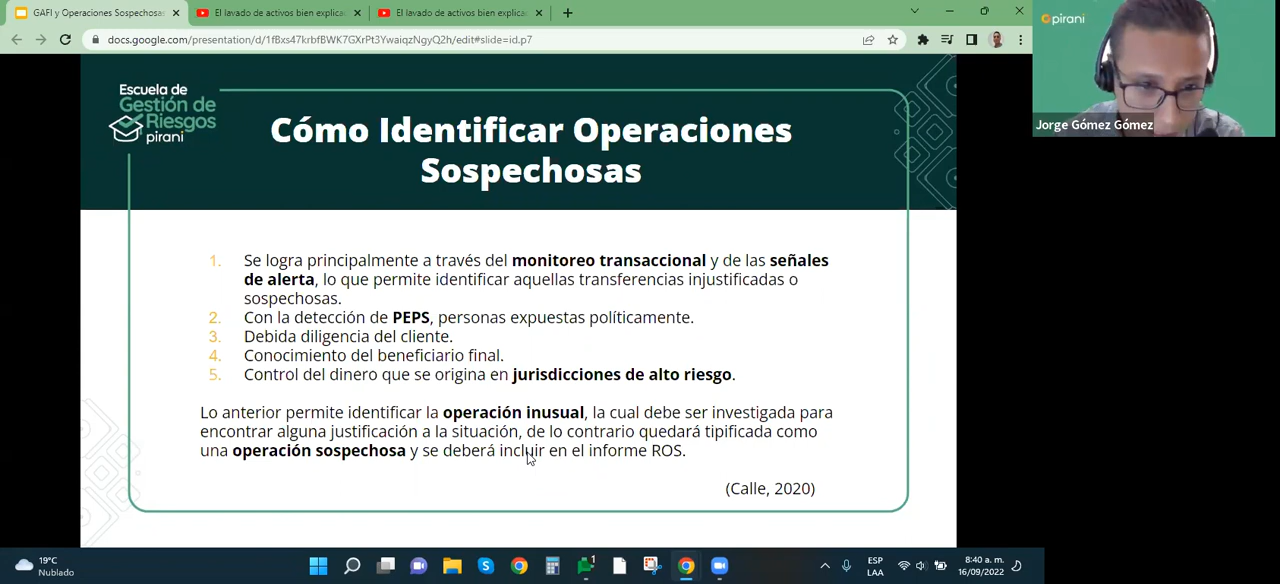 GAFI y Operaciones Sospechosas
El lavado de activos bien explica
El lavado de activos bien explica
docs.google.com/presentation/d/1fBxs47krbfBWK7GXrPt3YwaiqzNgyQ2h/edit#slide=id.p7
pirani
Jorge Gómez Gómez
Escuela de
Gestión de
Riesgos
pirani
Cómo Identificar Operaciones
Sospechosas
1. Se logra principalmente a través del monitoreo transaccional y de las señales
de alerta, lo que permite identificar aquellas transferencias injustificadas o
sospechosas.
2. Con la detección de PEPS, personas expuestas políticamente.
3. Debida diligencia del cliente.
4. Conocimiento del beneficiario final.
5. Control del dinero que se origina en jurisdicciones de alto riesgo.
Lo anterior permite identificar la operación inusual, la cual debe ser investigada para
encontrar alguna justificación a la situación, de lo contrario quedará tipificada como
una operación sospechosa y se deberá incluir en el informe ROS.
(Calle, 2020)
19°C
Nublado
1
ESP
LAA
8:40 a. m.
16/09/2022